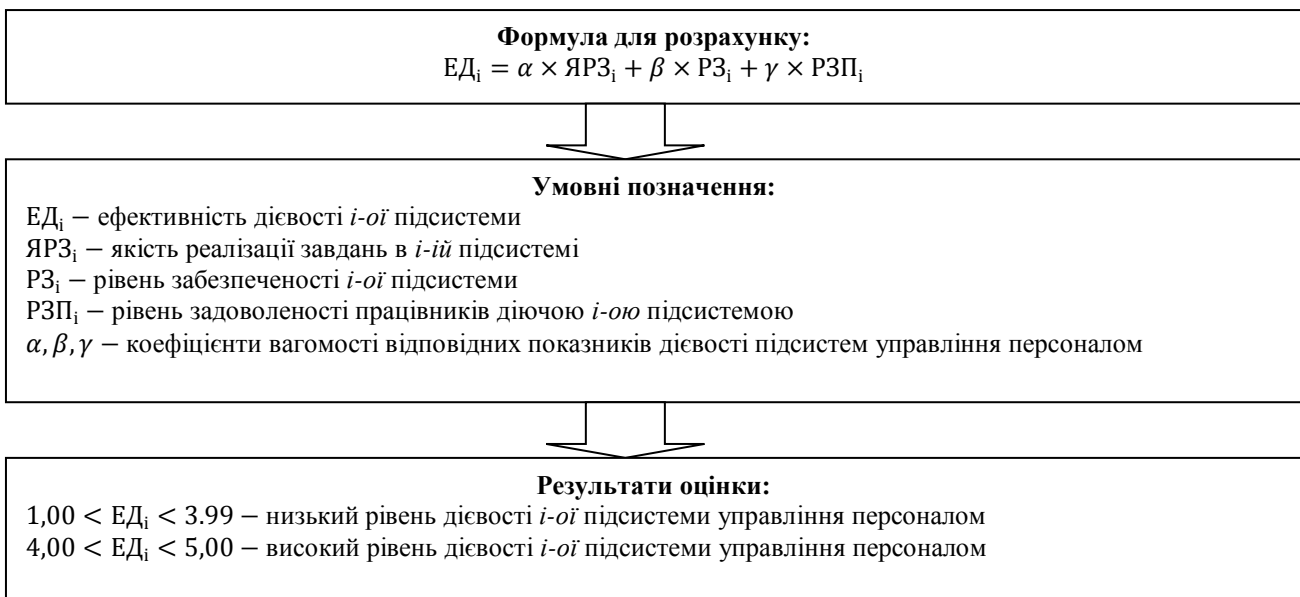 Формула для розрахунку:
ЕДᵢ = α × ЯРЗᵢ + β × РЗᵢ + γ × РЗПᵢ
Умовні позначення:
ЕДᵢ − ефективність дієвості і-ої підсистеми
ЯРЗᵢ − якість реалізації завдань в і-ій підсистемі
РЗᵢ − рівень забезпеченості і-ої підсистеми
РЗПᵢ − рівень задоволеності працівників діючою і-ою підсистемою
α, β, γ − коефіцієнти вагомості відповідних показників дієвості підсистем управління персоналом
Результати оцінки:
1,00 < ЕДᵢ < 3.99 − низький рівень дієвості і-ої підсистеми управління персоналом
4,00 < ЕДᵢ < 5,00 − високий рівень дієвості і-ої підсистеми управління персоналом